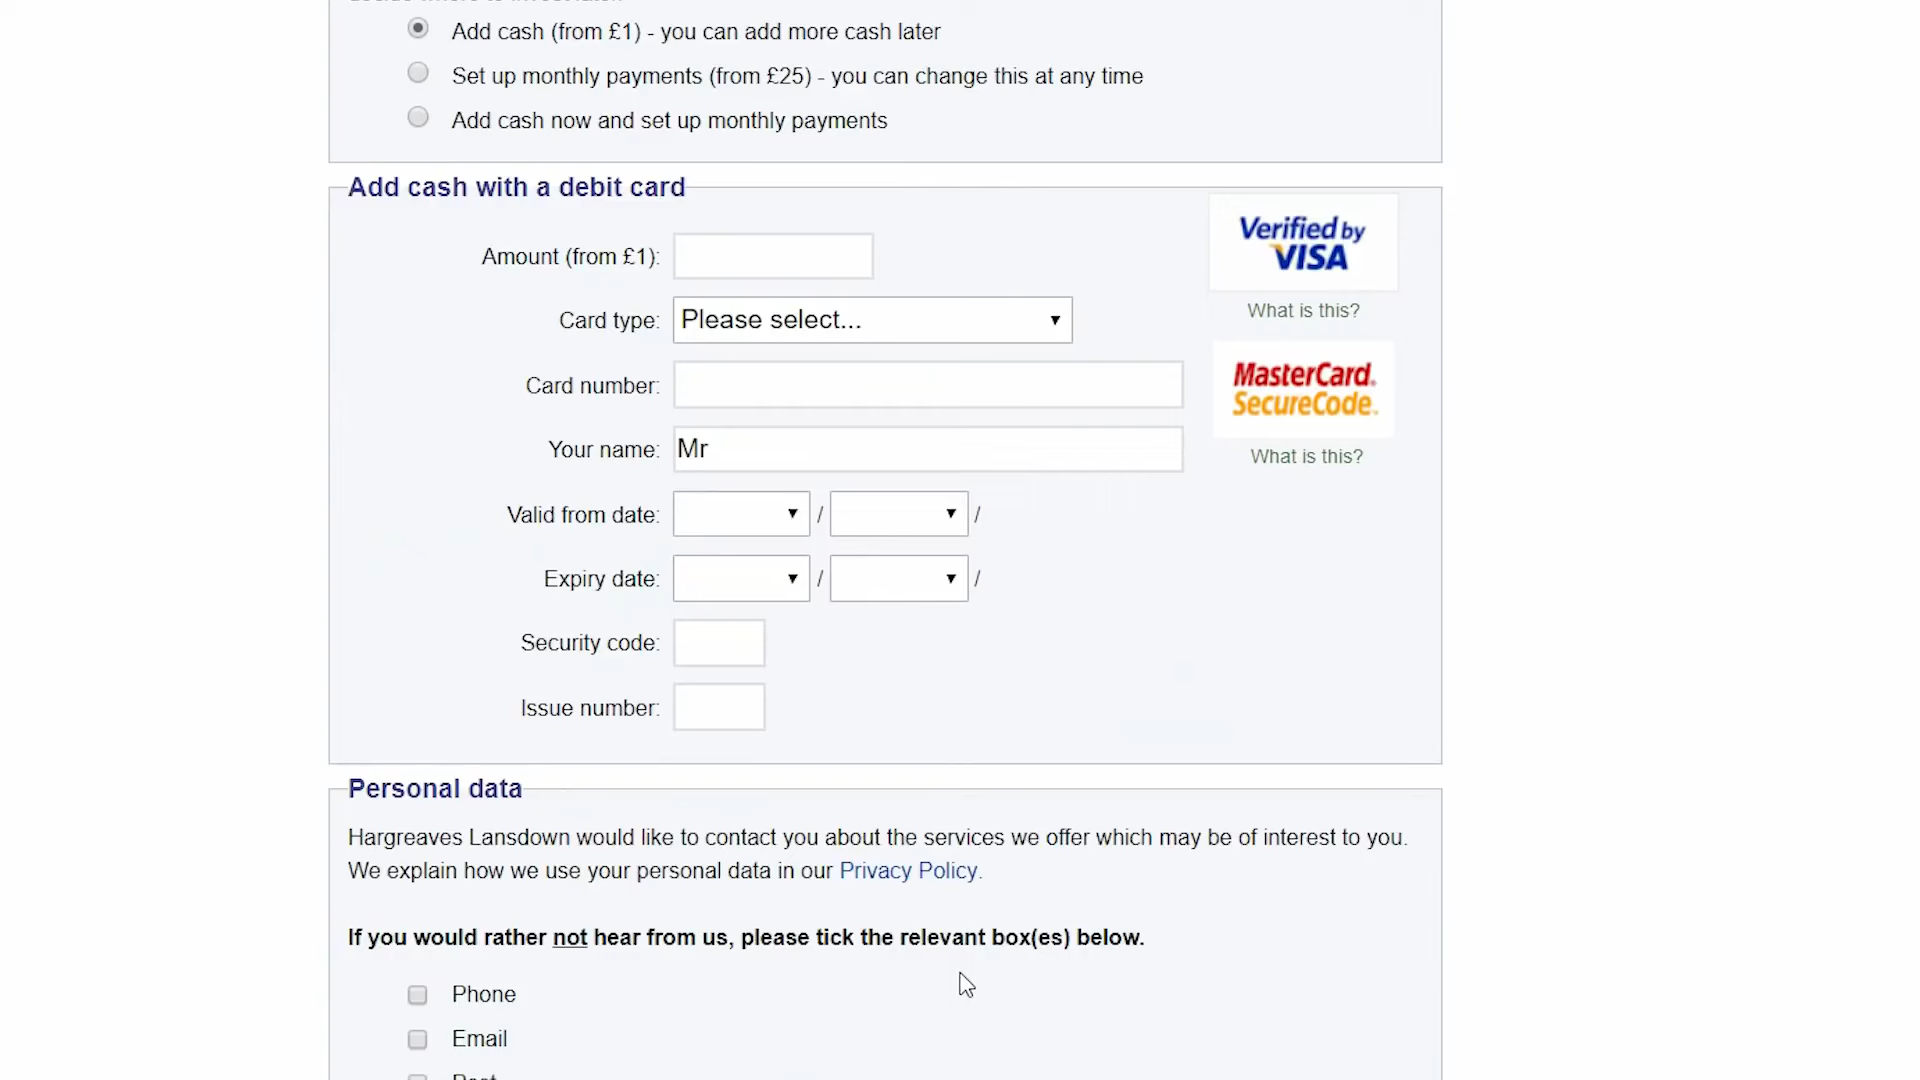 Add cash (from £1) - you can add more cash later
Set up monthly payments (from £25) - you can change this at any time
Add cash now and set up monthly payments
Add cash with a debit card
Verified by
VISA
Amount (from £1):
What is this?
Card type: Please select...
MasterCard.
SecureCode.
Card number:
Your name: Mr
What is this?
Valid from date: / /
Expiry date: / /
Security code:
Issue number:
Personal data
Hargreaves Lansdown would like to contact you about the services we offer which may be of interest to you.
We explain how we use your personal data in our Privacy Policy.
If you would rather not hear from us, please tick the relevant box(es) below.
Phone
Email